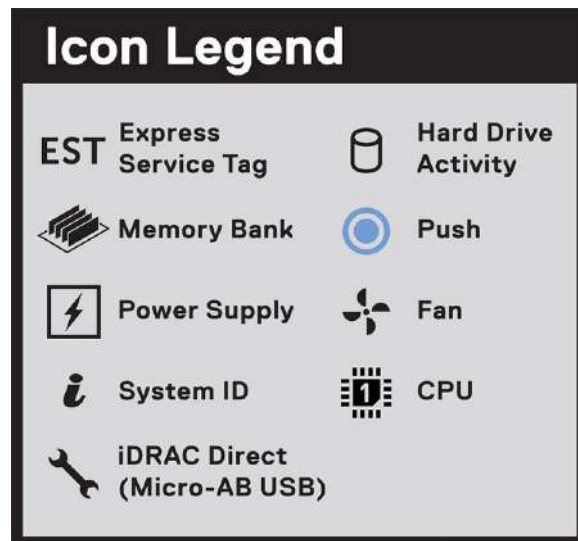 Icon Legend
EST
Express
Service Tag
Hard Drive
Activity
Memory Bank
Push
Power Supply
Fan
i
System ID
1
CPU
iDRAC Direct
(Micro-AB USB)